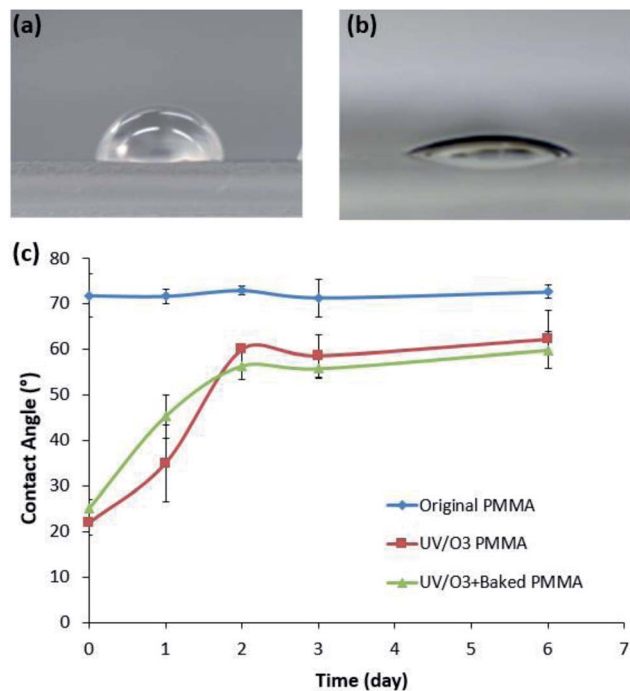 (a)
(b)
(c)
80
70
60
50
40
30
20
10
0
Contact Angle (°)
Original PMMA
UV/O3 PMMA
UV/O3+Baked PMMA
0 1 2 3 4 5 6 7
Time (day)